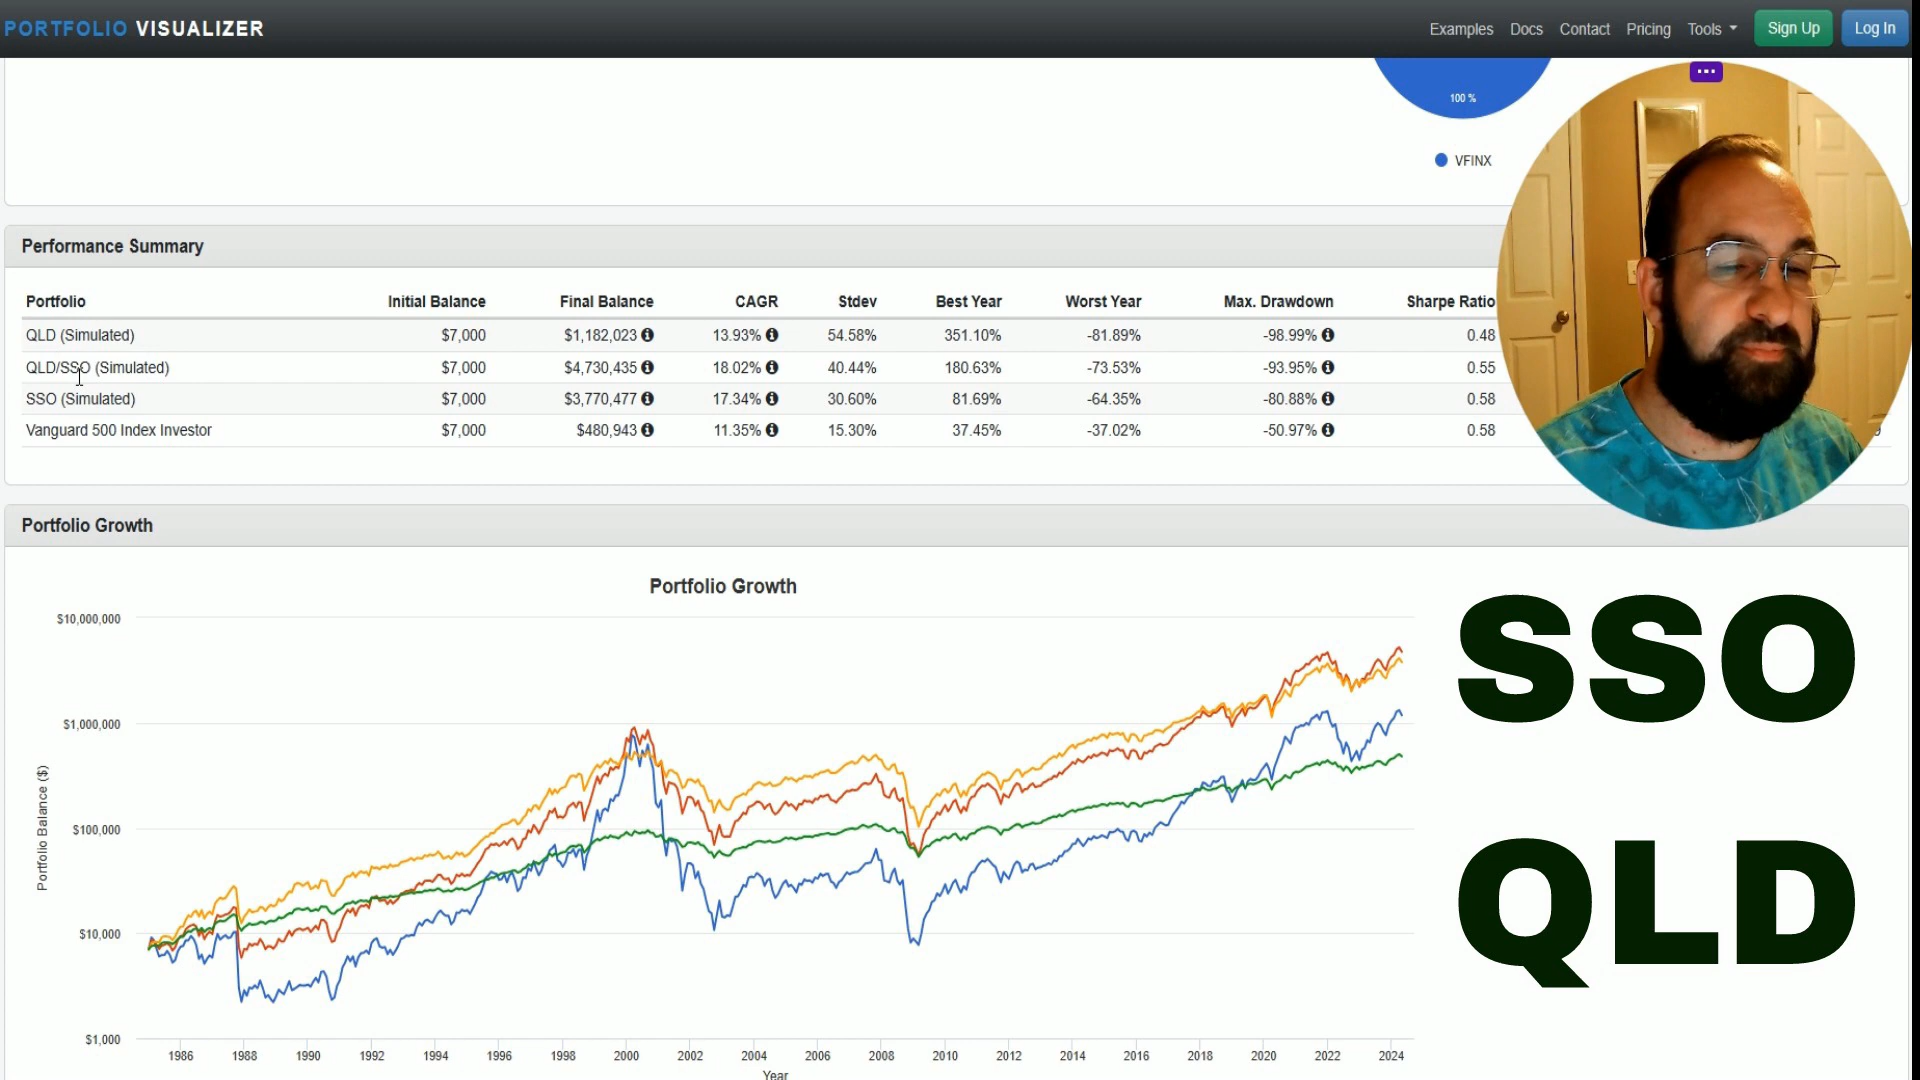 PORTFOLIO VISUALIZER
Examples Docs Contact Pricing Tools Sign Up Log In
100 %
VFINX
Performance Summary
Portfolio Initial Balance Final Balance CAGR Stdev Best Year Worst Year Max. Drawdown Sharpe Ratio
QLD (Simulated) $7,000 $1,182,023 13.93% 54.58% 351.10% -81.89% -98.99% 0.48
QLD/SSO (Simulated) $7,000 $4,730,435 18.02% 40.44% 180.63% -73.53% -93.95% 0.55
SSO (Simulated) $7,000 $3,770,477 17.34% 30.60% 81.69% -64.35% -80.88% 0.58
Vanguard 500 Index Investor $7,000 $480,943 11.35% 15.30% 37.45% -37.02% -50.97% 0.58
Portfolio Growth
Portfolio Growth
$10,000,000
$1,000,000
$100,000
$10,000
$1,000
Portfolio Balance ($)
1986 1988 1990 1992 1994 1996 1998 2000 2002 2004 2006 2008 2010 2012 2014 2016 2018 2020 2022 2024
Year
SSO
QLD